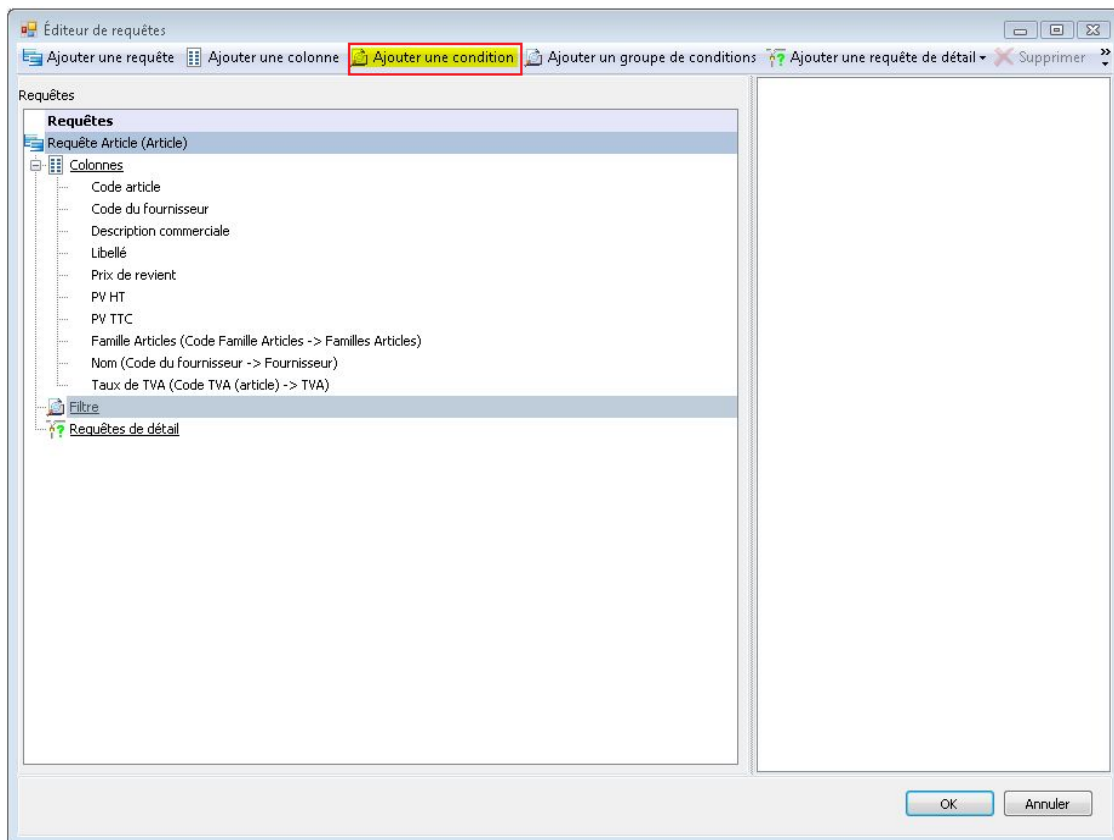 Éditeur de requêtes
Ajouter une requête Ajouter une colonne Ajouter une condition Ajouter un groupe de conditions Ajouter une requête de détail Supprimer
Requêtes
Requêtes
Requête Article (Article)
Colonnes
Code article
Code du fournisseur
Description commerciale
Libellé
Prix de revient
PV HT
PV TTC
Famille Articles (Code Famille Articles -> Familles Articles)
Nom (Code du fournisseur -> Fournisseur)
Taux de TVA (Code TVA (article) -> TVA)
Filtre
Requêtes de détail
OK Annuler